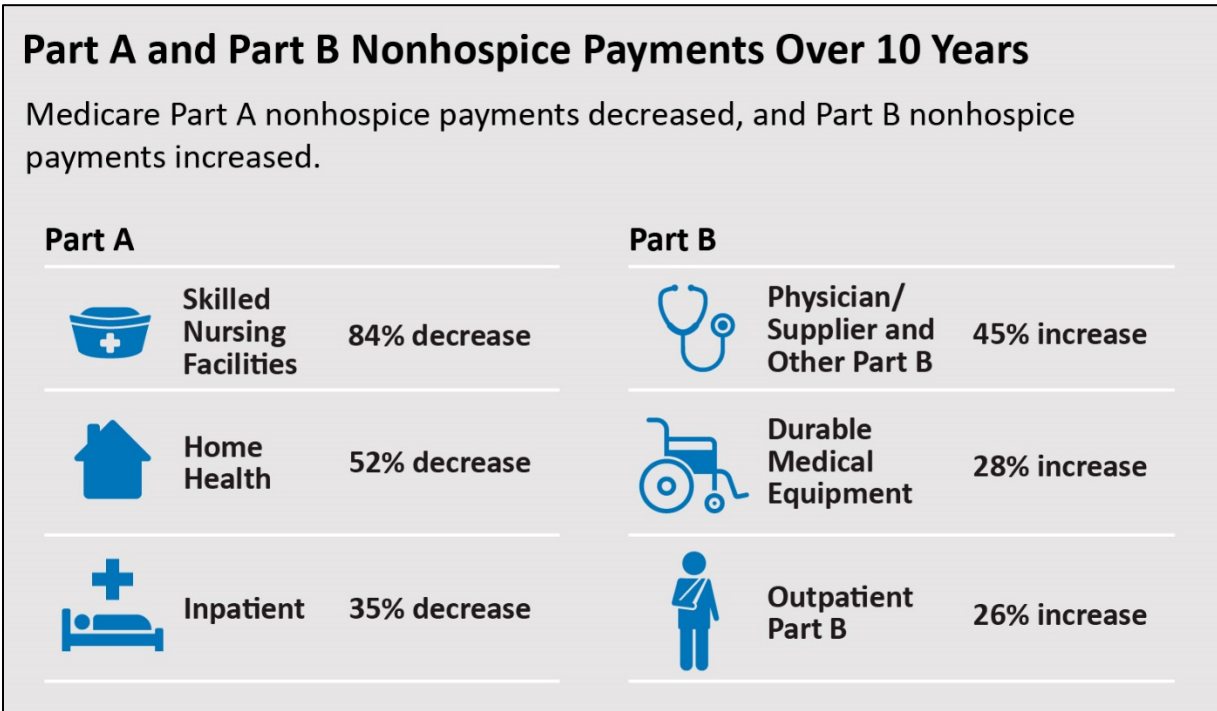 Part A and Part B Nonhospice Payments Over 10 Years
Medicare Part A nonhospice payments decreased, and Part B nonhospice
payments increased.
Part A
Skilled
Nursing
Facilities
84% decrease
Home
Health
52% decrease
Inpatient
35% decrease
Part B
Physician/
Supplier and
Other Part B
45% increase
Durable
Medical
Equipment
28% increase
Outpatient
Part B
26% increase